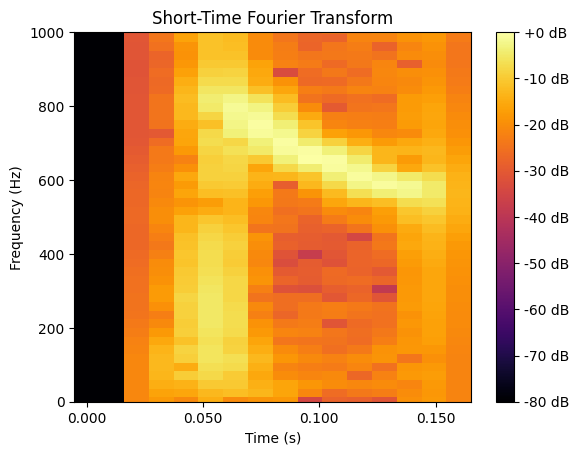 Short-Time Fourier Transform
Frequency (Hz)
1000
800
600
400
200
0
0.000
0.050
0.100
0.150
Time (s)
+0 dB
-10 dB
-20 dB
-30 dB
-40 dB
-50 dB
-60 dB
-70 dB
-80 dB